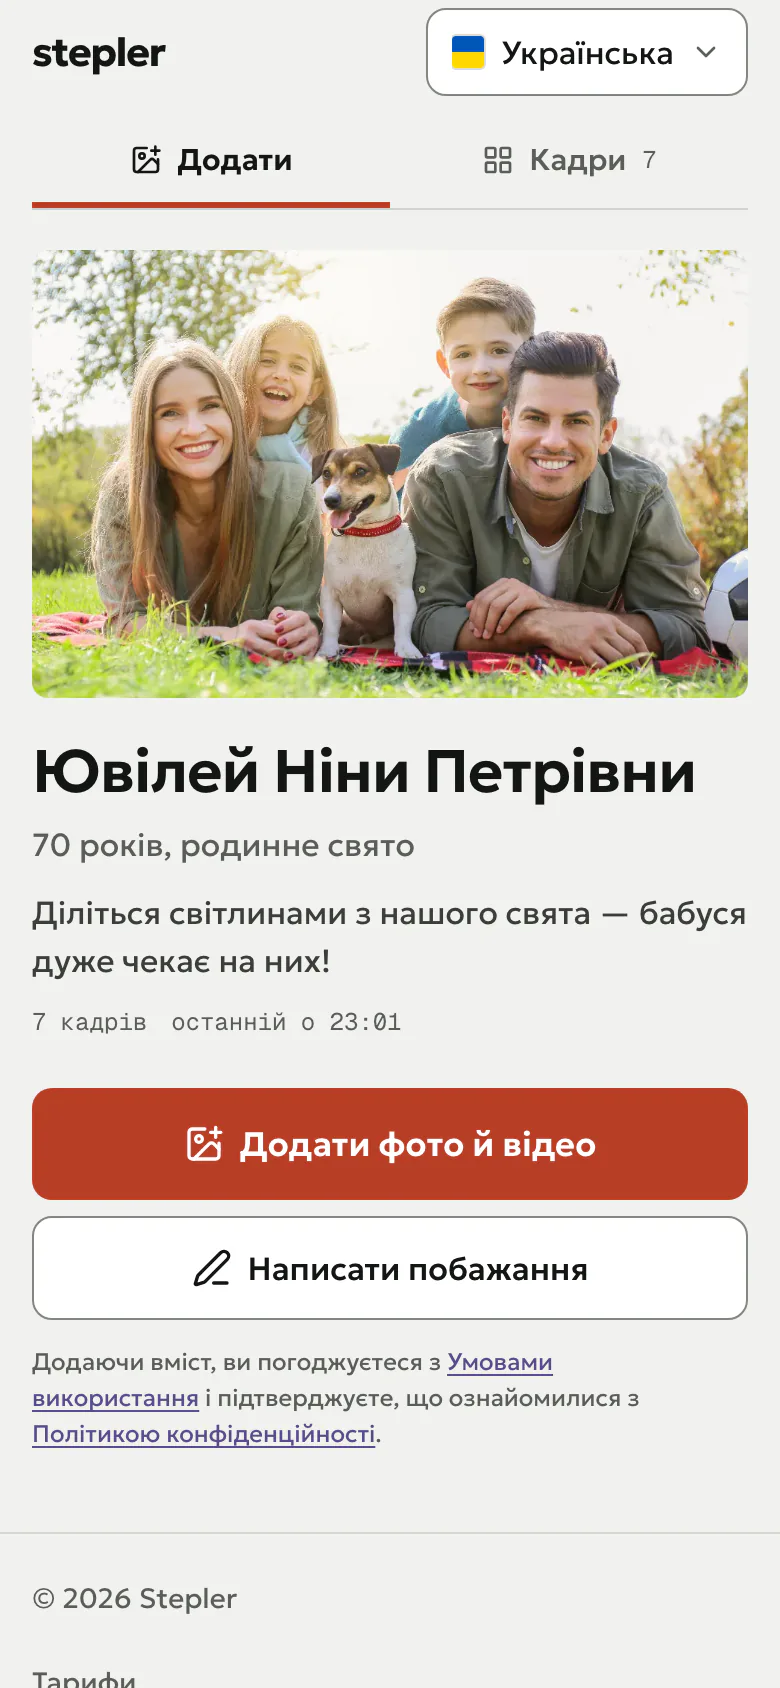 stepler
Українська
Додати
Кадри 7
Ювілей Ніни Петрівни
70 років, родинне свято
Діліться світлинами з нашого свята — бабуся
дуже чекає на них!
7 кадрів останній о 23:01
Додати фото й відео
Написати побажання
Додаючи вміст, ви погоджуєтеся з Умовами
використання і підтверджуєте, що ознайомилися з
Політикою конфіденційності.
© 2026 Stepler
Тарифи